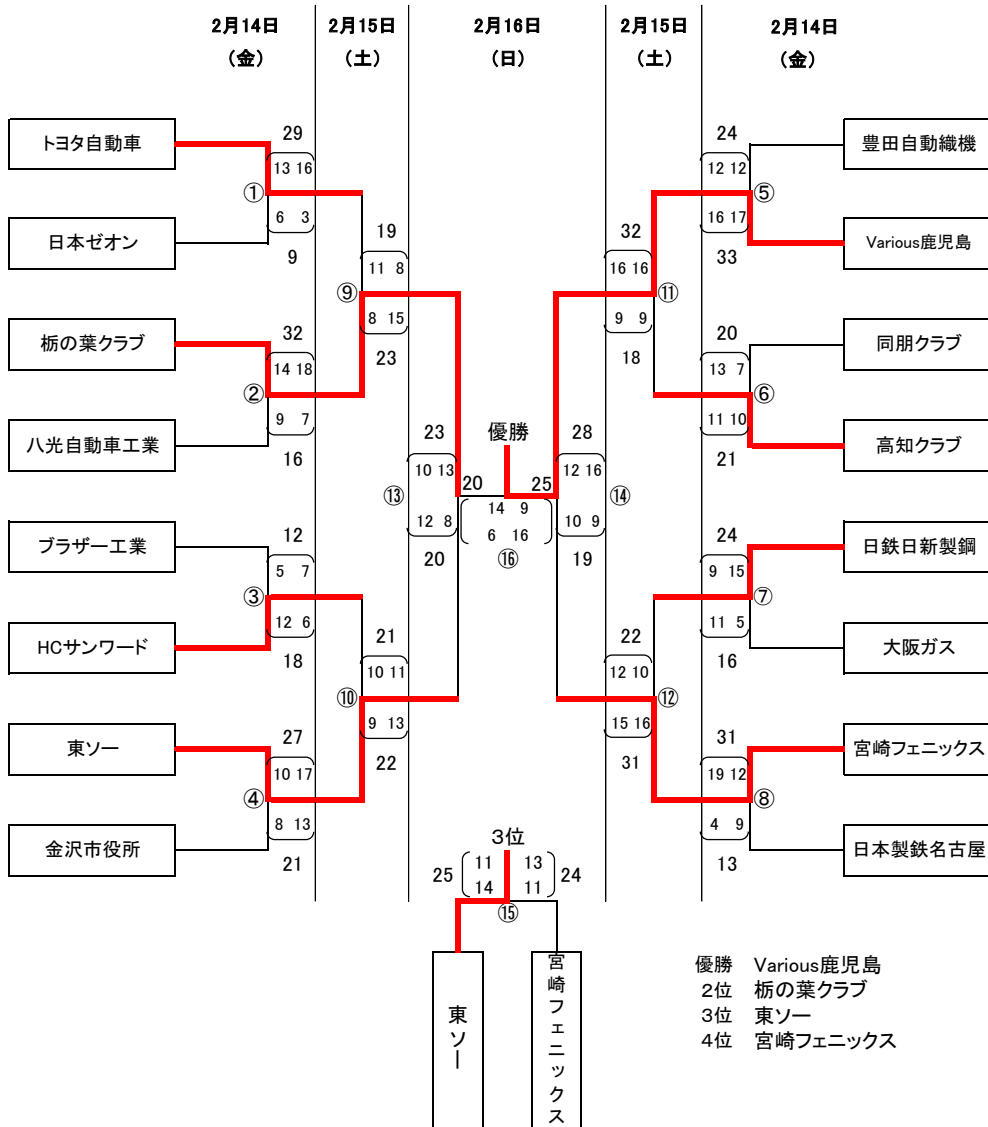 2月14日 2月15日 2月16日 2月15日 2月14日
（金） （土） （日） （土） （金）
トヨタ自動車 29 24 豊田自動織機
13 16 12 12
① ⑤
6 3 16 17
日本ゼオン 9 33 Various鹿児島
19 32
11 8 16 16
⑨ ⑪
8 15 9 9
23 18
栃の葉クラブ 32 20 同朋クラブ
14 18 13 7
② ⑥
9 7 11 10
八光自動車工業 16 21 高知クラブ
23 優勝 28
10 13 20 25 12 16
⑬ 14 9 ⑭
12 8 6 16 10 9
20 ⑯ 19
ブラザー工業 12 24 日鉄日新製鋼
5 7 9 15
③ ⑦
12 6 11 5
HCサンワード 18 16 大阪ガス
21 22
10 11 12 10
⑩ ⑫
9 13 15 16
22 31
東ソー 27 31 宮崎フェニックス
10 17 19 12
④ ⑧
8 13 4 9
金沢市役所 21 13 日本製鉄名古屋
3位
25 11 13 24
14 11
⑮
東ソー
宮崎フェニックス
優勝 Various鹿児島
2位 栃の葉クラブ
3位 東ソー
4位 宮崎フェニックス